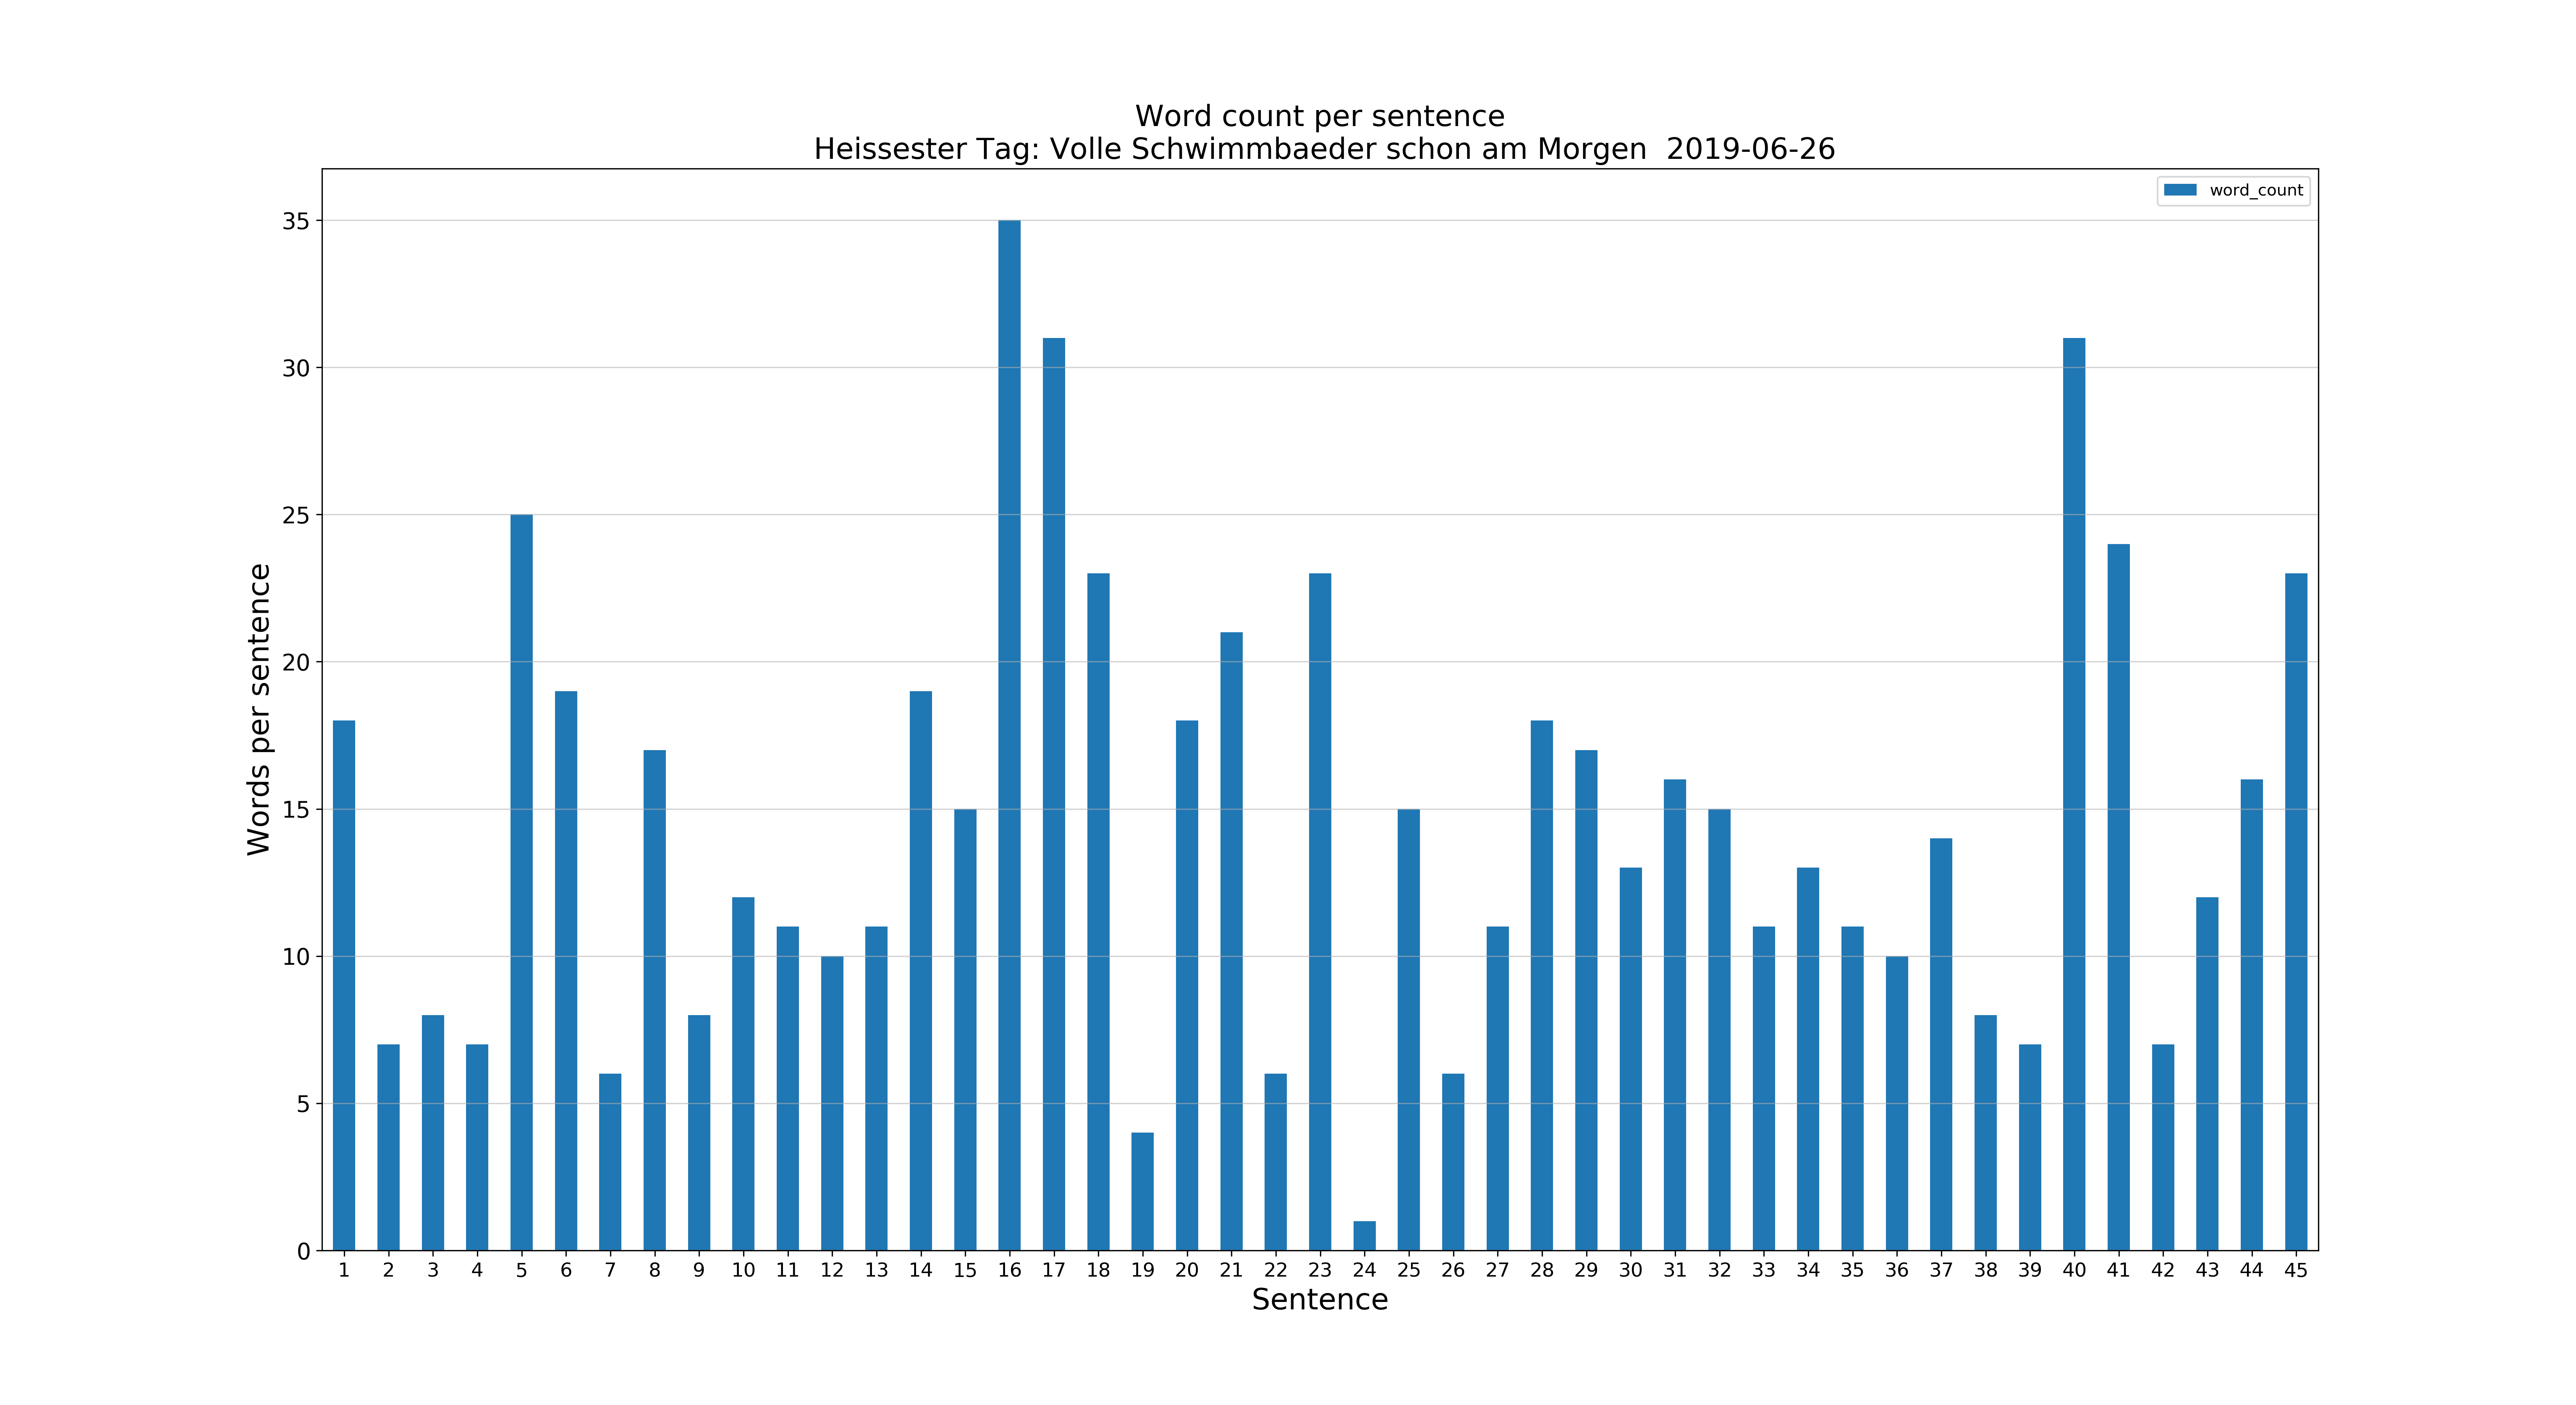 Word count per sentence
Heissester Tag: Volle Schwimmbaeder schon am Morgen  2019-06-26
word_count
35
30
25
20
15
10
5
0
Words per sentence
1 2 3 4 5 6 7 8 9 10 11 12 13 14 15 16 17 18 19 20 21 22 23 24 25 26 27 28 29 30 31 32 33 34 35 36 37 38 39 40 41 42 43 44 45
Sentence